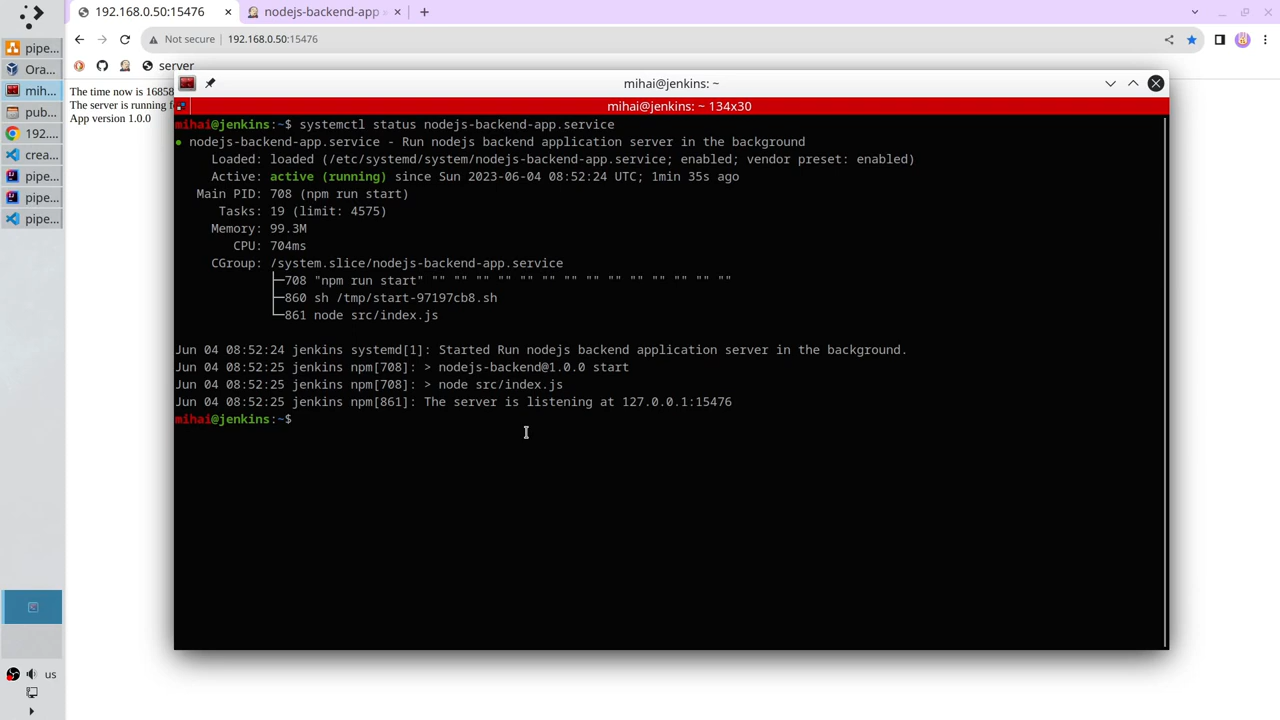 192.168.0.50:15476
nodejs-backend-app
Not secure
192.168.0.50:15476
server
pipe...
Ora...
mih...
pub...
192....
crea...
pipe...
pipe...
pipe...
us
The time now is 16858
The server is running f
App version 1.0.0
mihai@jenkins: ~
mihai@jenkins: ~ 134x30
mihai@jenkins:~$ systemctl status nodejs-backend-app.service
● nodejs-backend-app.service - Run nodejs backend application server in the background
Loaded: loaded (/etc/systemd/system/nodejs-backend-app.service; enabled; vendor preset: enabled)
Active: active (running) since Sun 2023-06-04 08:52:24 UTC; 1min 35s ago
Main PID: 708 (npm run start)
Tasks: 19 (limit: 4575)
Memory: 99.3M
CPU: 704ms
CGroup: /system.slice/nodejs-backend-app.service
├─708 "npm run start" "" "" "" "" "" "" "" "" "" "" "" "" "" ""
├─860 sh /tmp/start-97197cb8.sh
└─861 node src/index.js
Jun 04 08:52:24 jenkins systemd[1]: Started Run nodejs backend application server in the background.
Jun 04 08:52:25 jenkins npm[708]: > nodejs-backend@1.0.0 start
Jun 04 08:52:25 jenkins npm[708]: > node src/index.js
Jun 04 08:52:25 jenkins npm[861]: The server is listening at 127.0.0.1:15476
mihai@jenkins:~$